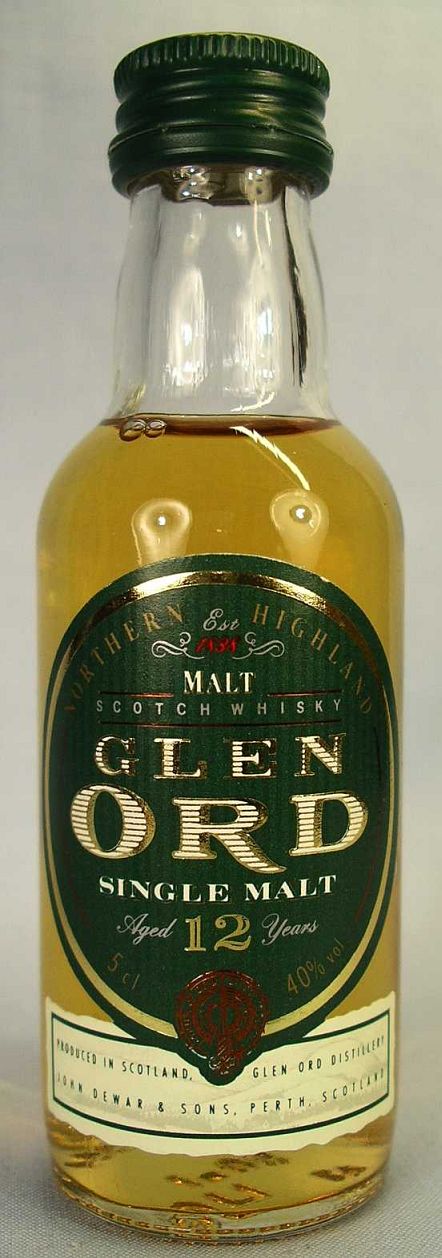 NORTHERN HIGHLAND
Est
1838
MALT
SCOTCH WHISKY
GLEN
ORD
SINGLE MALT
Aged 12 Years
5 cl 40% vol
PRODUCED IN SCOTLAND, GLEN ORD DISTILLERY
JOHN DEWAR & SONS, PERTH, SCOTLAND